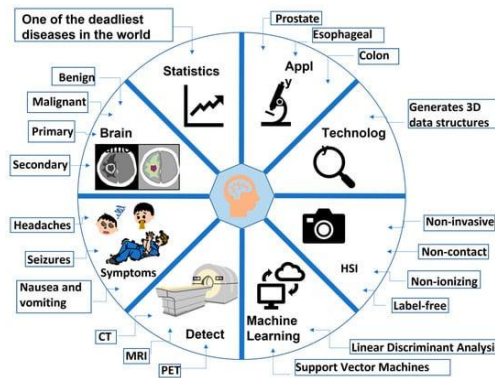 One of the deadliest
diseases in the world
Prostate
Esophageal
Colon
Statistics
Appl
y
Benign
Malignant
Primary
Secondary
Brain
Generates 3D
data structures
Technolog
Headaches
Seizures
Nausea and
vomiting
Symptoms
Non-invasive
Non-contact
Non-ionizing
Label-free
HSI
CT
MRI
PET
Detect
Machine
Learning
Linear Discriminant Analysi
Support Vector Machines